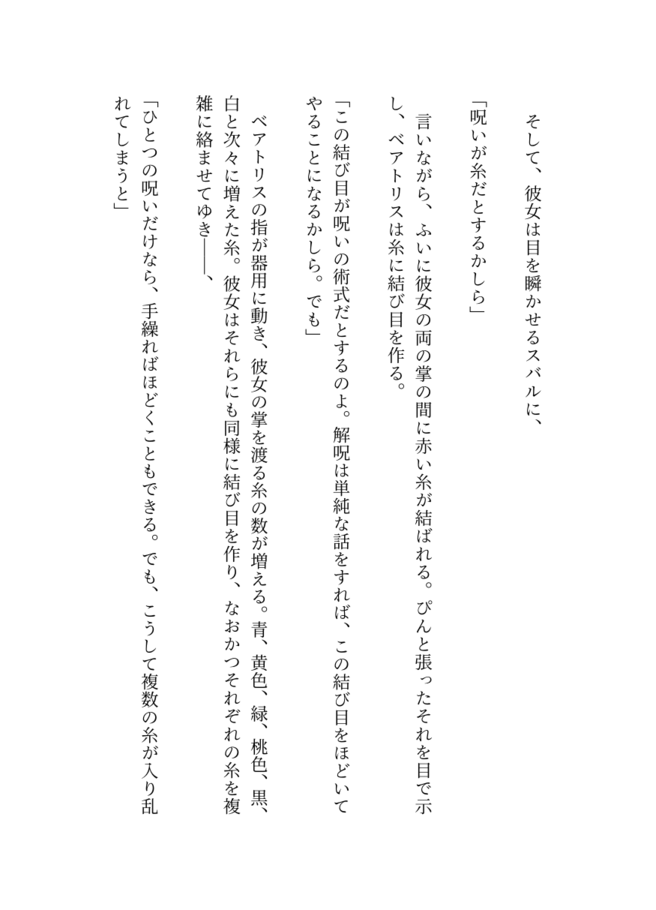 そして、彼女は目を瞬かせるスバルに、
「呪いが糸だとするかしら」
言いながら、ふいに彼女の両の掌の間に赤い糸が結ばれる。ぴんと張ったそれを目で示
し、ベアトリスは糸に結び目を作る。
「この結び目が呪いの術式だとするのよ。解呪は単純な話をすれば、この結び目をほどいて
やることになるかしら。でも」
ベアトリスの指が器用に動き、彼女の掌を渡る糸の数が増える。青、黄色、緑、桃色、黒、
白と次々に増えた糸。彼女はそれらにも同様に結び目を作り、なおかつそれぞれの糸を複
雑に絡ませてゆき――、
「ひとつの呪いだけなら、手繰ればほどくこともできる。でも、こうして複数の糸が入り乱
れてしまうと」